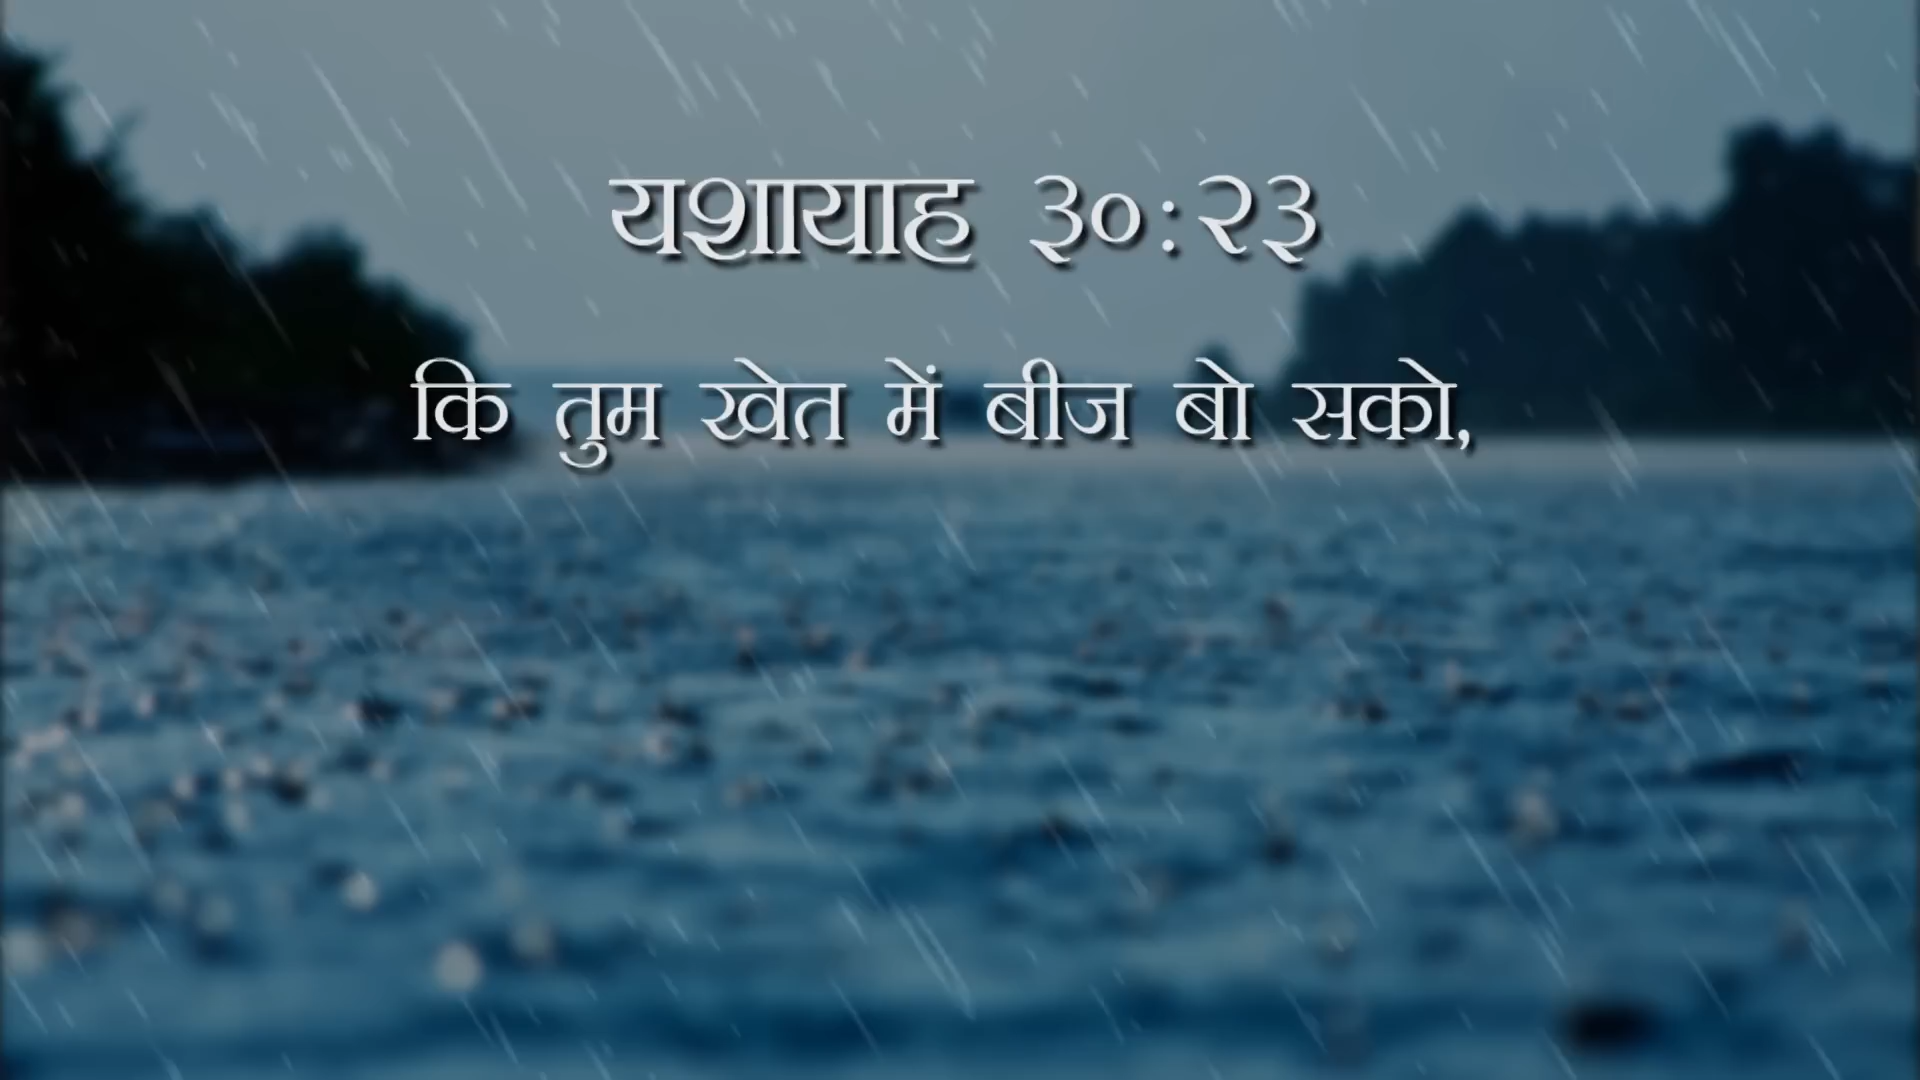 यशायाह ३०:२३
कि तुम खेत में बीज बो सको,